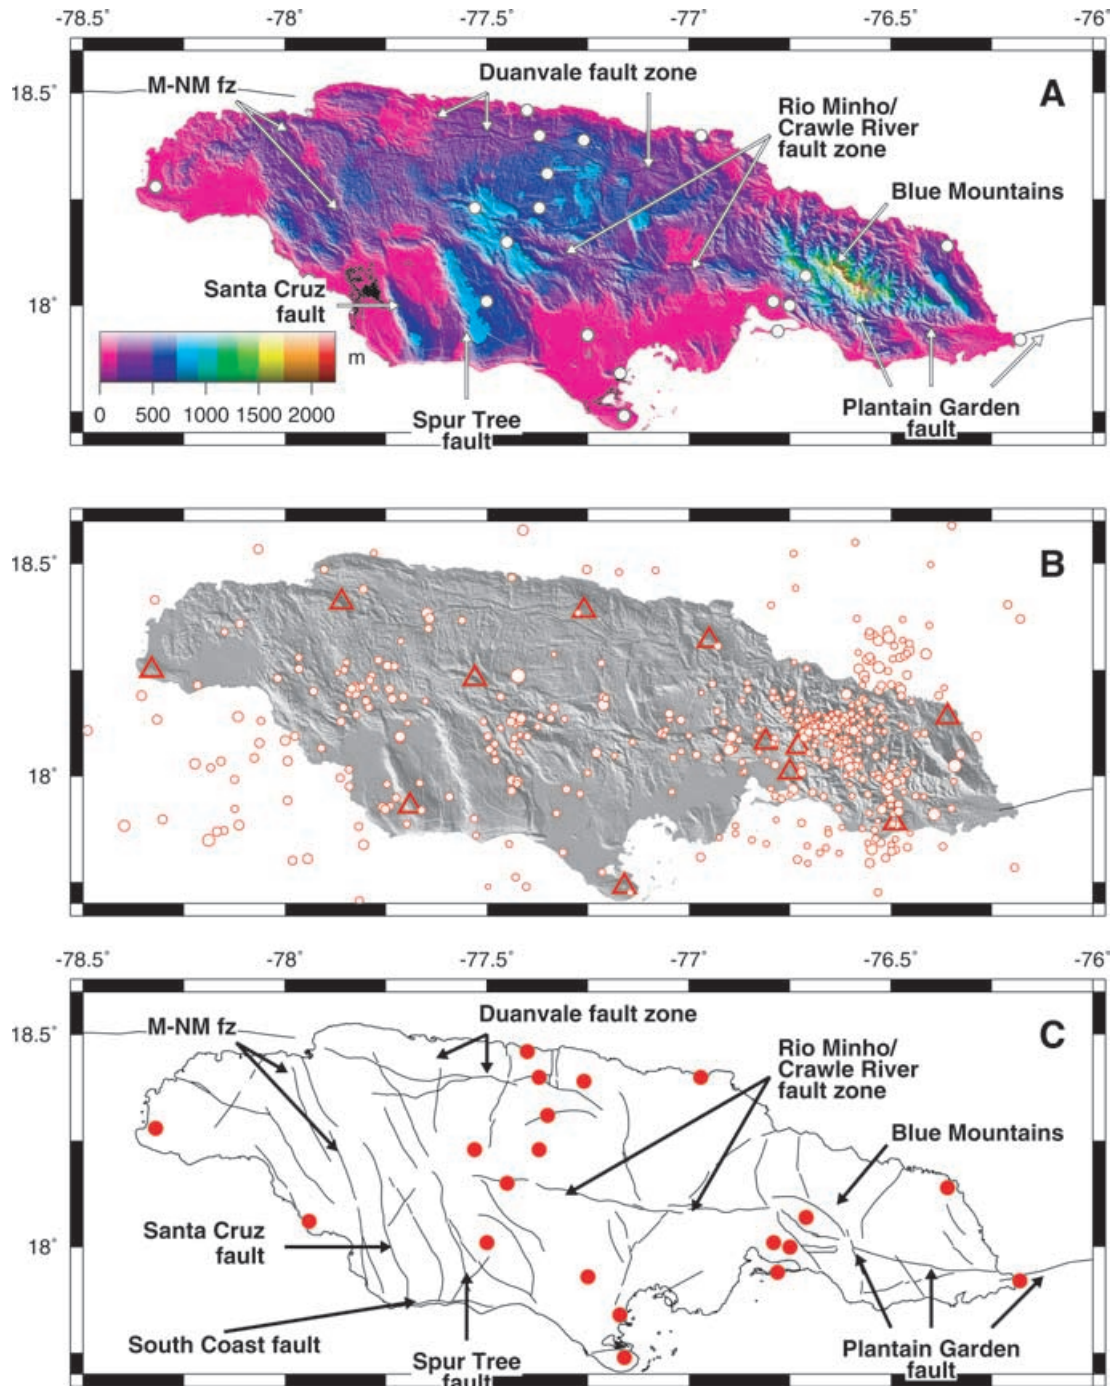 -78.5° -78° -77.5° -77° -76.5° -76°
A
M-NM fz
Duanvale fault zone
18.5°
Rio Minho/
Crawle River
fault zone
Blue Mountains
Santa Cruz
fault
18°
m
0 500 1000 1500 2000
Spur Tree
fault
Plantain Garden
fault
B
18.5°
18°
-78.5° -78° -77.5° -77° -76.5° -76°
C
M-NM fz
Duanvale fault zone
18.5°
Rio Minho/
Crawle River
fault zone
Blue Mountains
Santa Cruz
fault
18°
South Coast fault
Spur Tree
fault
Plantain Garden
fault